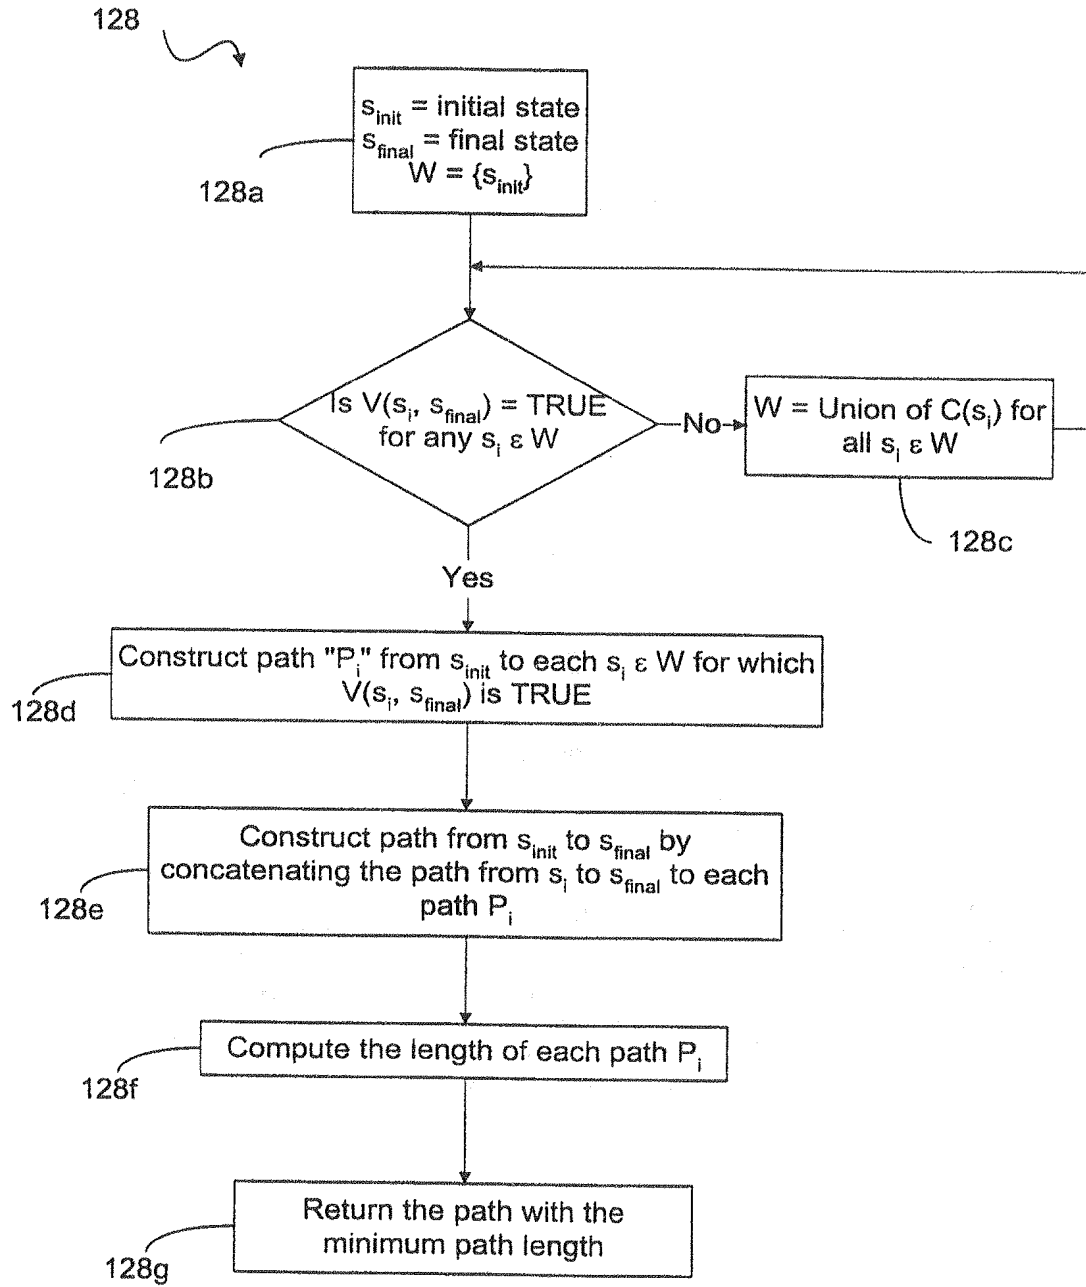 128
s_init = initial state
s_final = final state
W = {s_init}
128a
Is V(s_i, s_final) = TRUE
for any s_i ε W
128b
No
W = Union of C(s_i) for
all s_i ε W
128c
Yes
Construct path "P_i" from s_init to each s_i ε W for which
V(s_i, s_final) is TRUE
128d
Construct path from s_init to s_final by
concatenating the path from s_i to s_final to each
path P_i
128e
Compute the length of each path P_i
128f
Return the path with the
minimum path length
128g